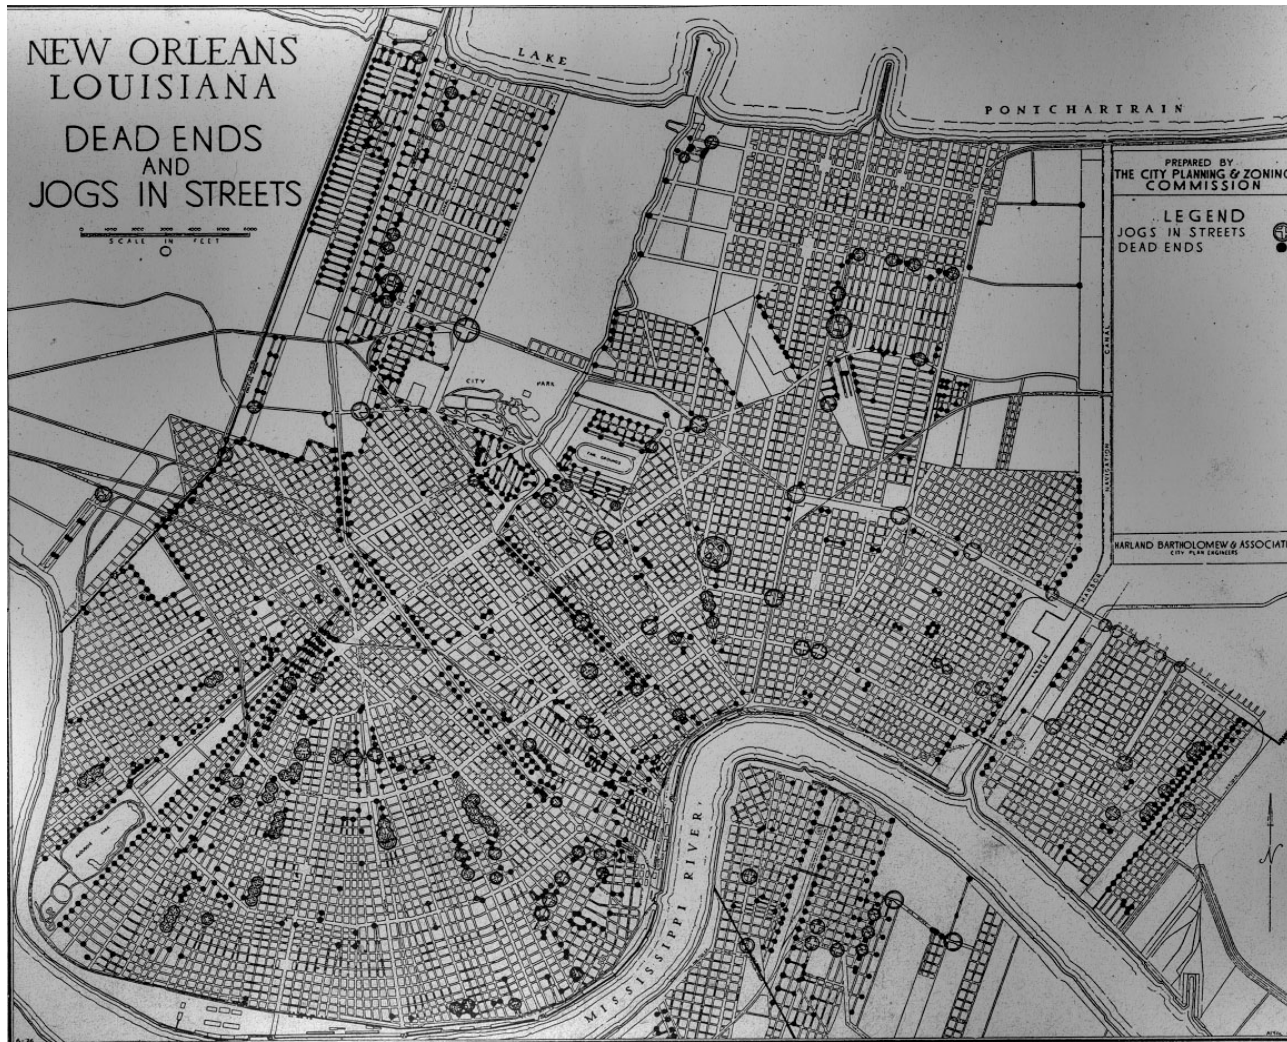 NEW ORLEANS
LOUISIANA
DEAD ENDS
AND
JOGS IN STREETS
SCALE IN FEET
LAKE
PONTCHARTRAIN
PREPARED BY
THE CITY PLANNING & ZONING
COMMISSION
LEGEND
JOGS IN STREETS
DEAD ENDS
CANAL
NAVIGATION
CITY PARK
HARLAND BARTHOLOMEW & ASSOCIATE
CITY PLAN ENGINEERS
HARBOR
MISSISSIPPI RIVER
N